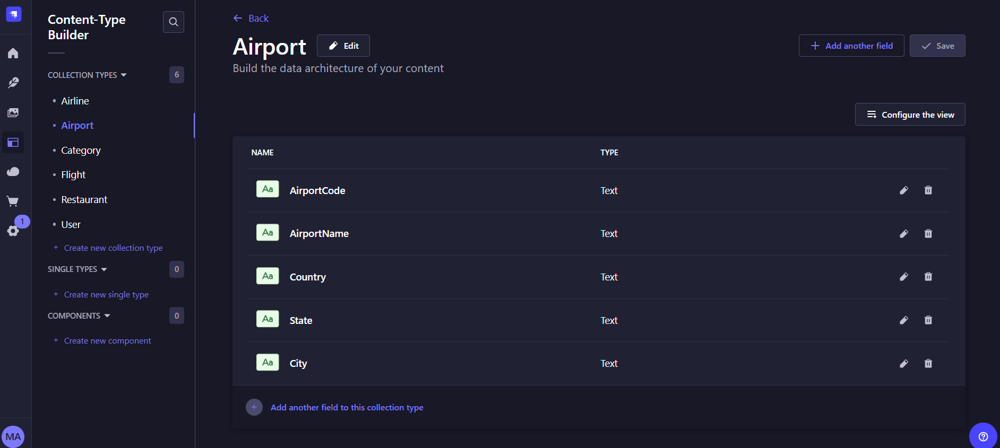 Content-Type
Builder
COLLECTION TYPES
6
Airline
Airport
Category
Flight
Restaurant
User
+ Create new collection type
SINGLE TYPES
0
+ Create new single type
COMPONENTS
0
+ Create new component
1
MA
Back
Airport
Edit
Build the data architecture of your content
+ Add another field
Save
Configure the view
NAME
TYPE
Aa AirportCode Text
Aa AirportName Text
Aa Country Text
Aa State Text
Aa City Text
+ Add another field to this collection type
?